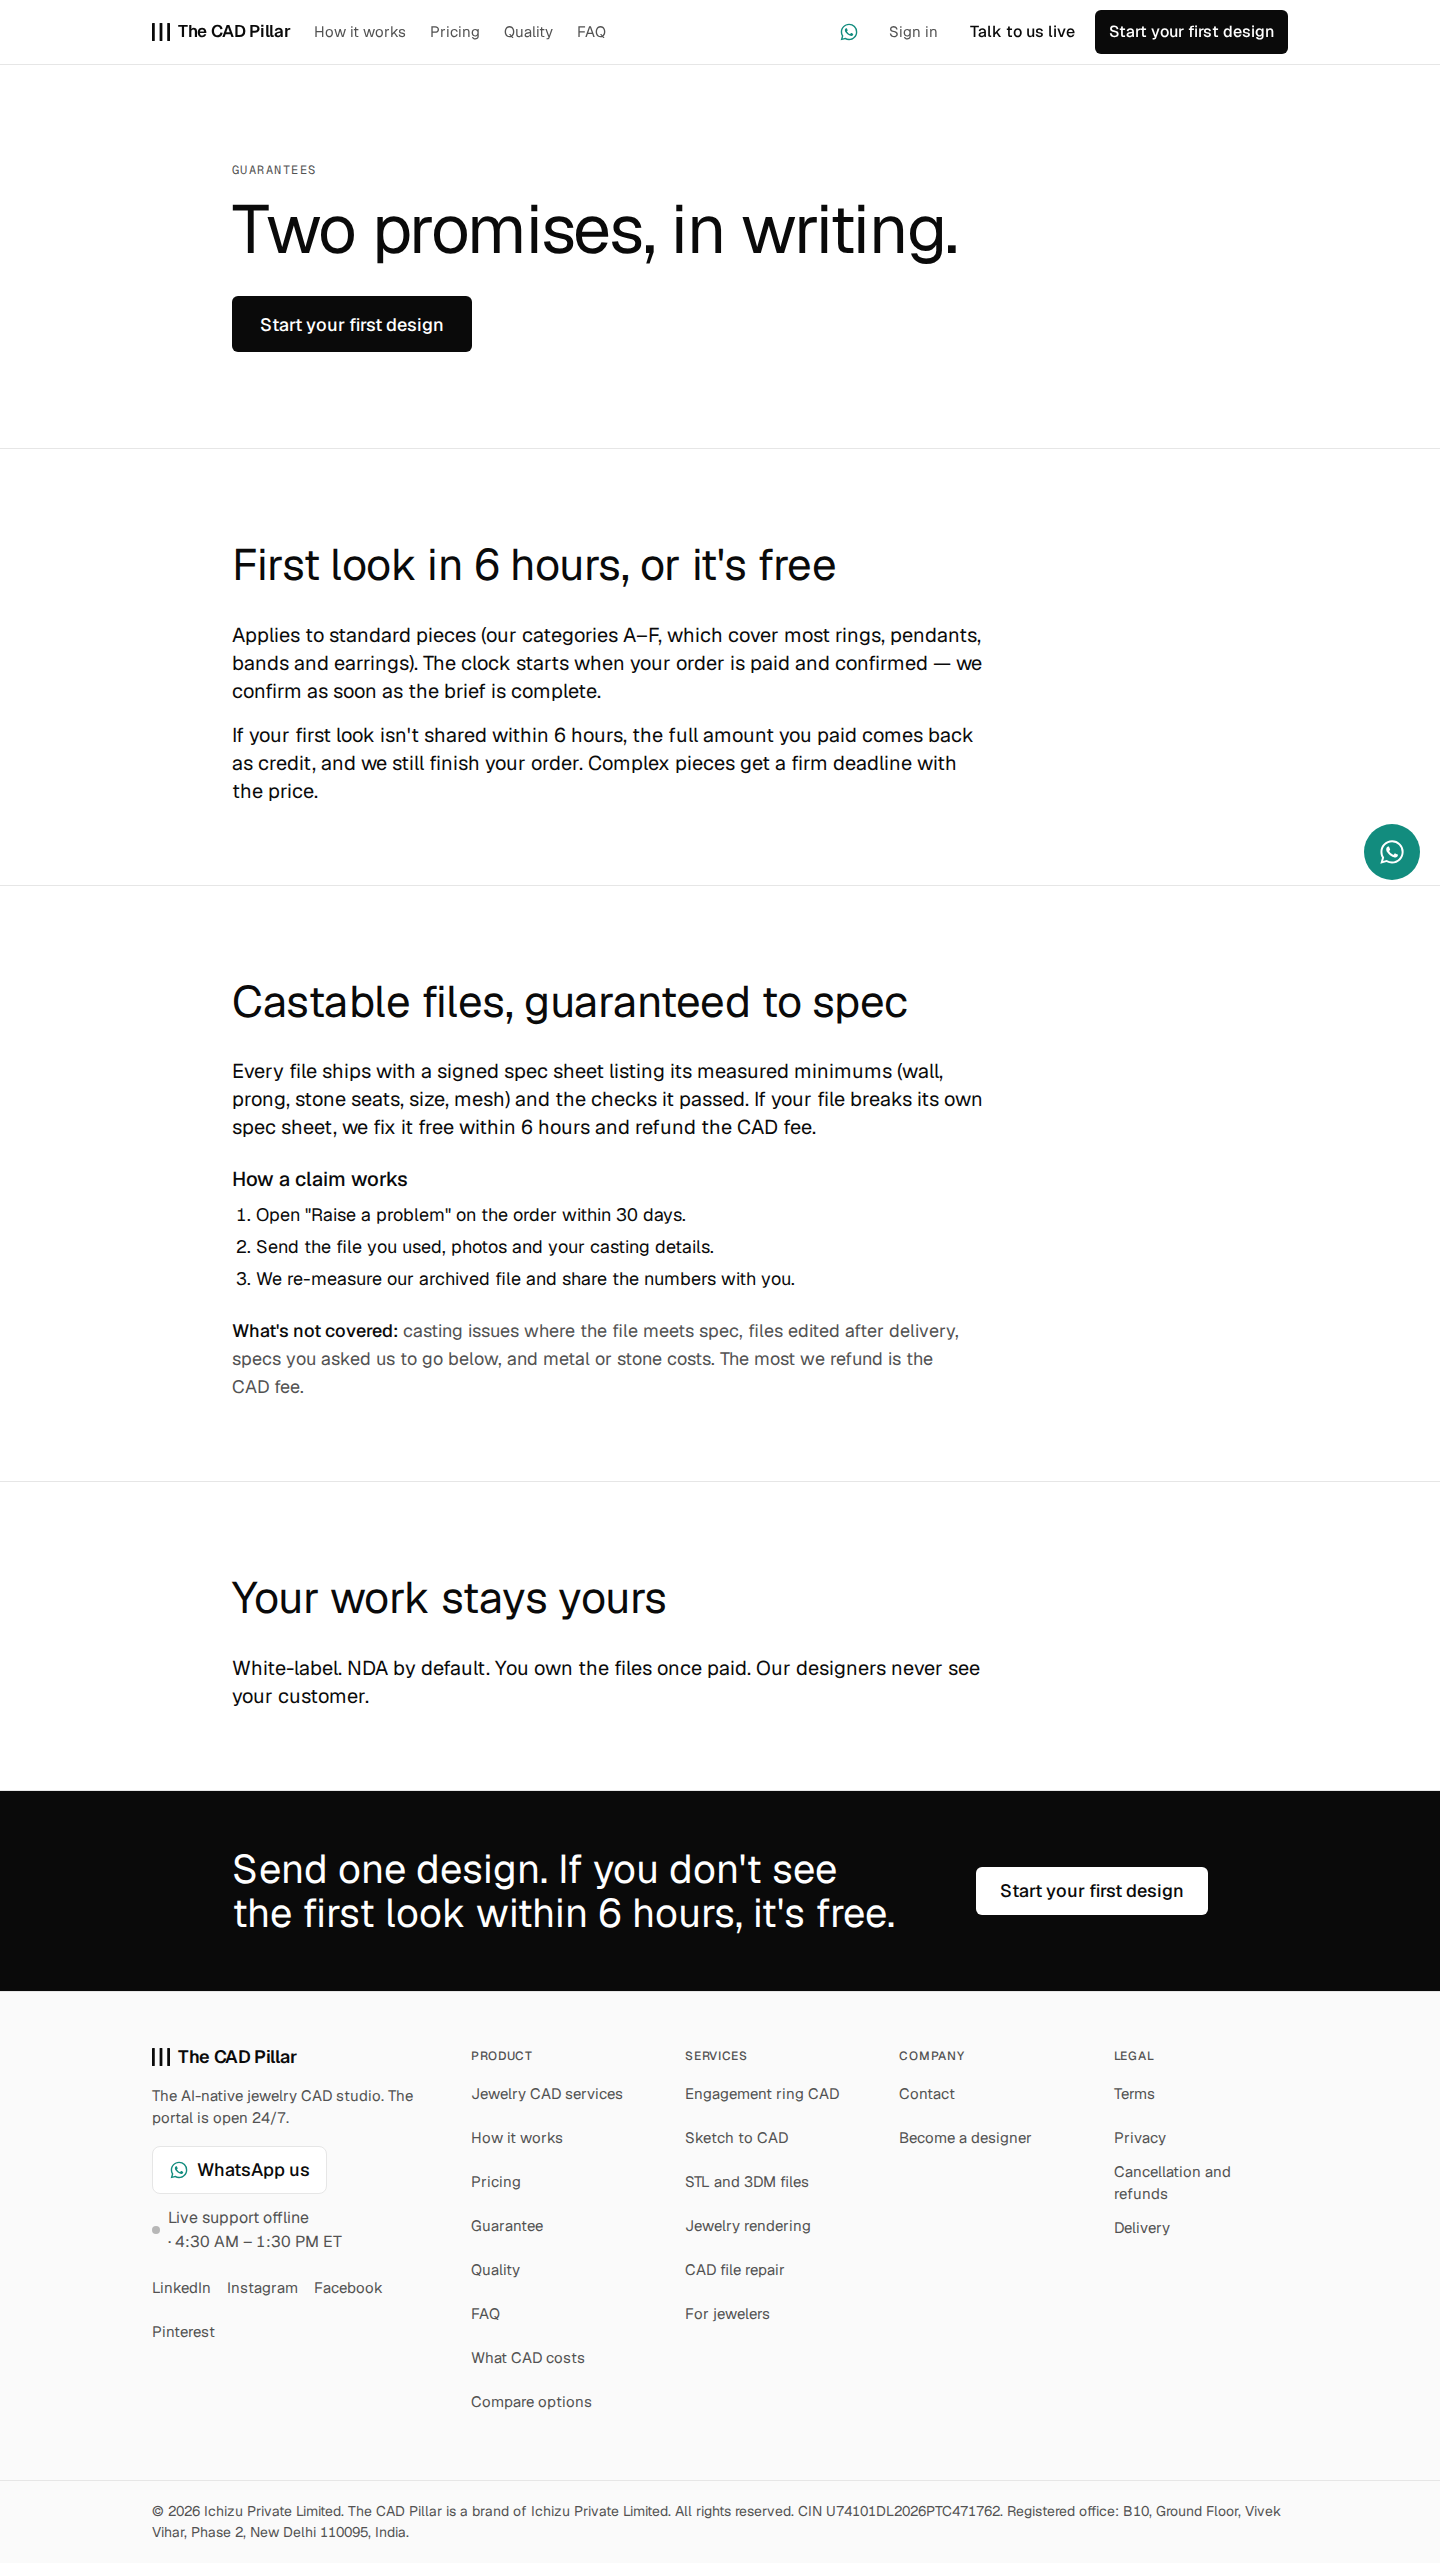 The CAD Pillar How it works Pricing Quality FAQ Sign in Talk to us live Start your first design
GUARANTEES
Two promises, in writing.
Start your first design
First look in 6 hours, or it's free
Applies to standard pieces (our categories A–F, which cover most rings, pendants,
bands and earrings). The clock starts when your order is paid and confirmed — we
confirm as soon as the brief is complete.
If your first look isn't shared within 6 hours, the full amount you paid comes back
as credit, and we still finish your order. Complex pieces get a firm deadline with
the price.
Castable files, guaranteed to spec
Every file ships with a signed spec sheet listing its measured minimums (wall,
prong, stone seats, size, mesh) and the checks it passed. If your file breaks its own
spec sheet, we fix it free within 6 hours and refund the CAD fee.
How a claim works
1. Open "Raise a problem" on the order within 30 days.
2. Send the file you used, photos and your casting details.
3. We re-measure our archived file and share the numbers with you.
What's not covered: casting issues where the file meets spec, files edited after delivery,
specs you asked us to go below, and metal or stone costs. The most we refund is the
CAD fee.
Your work stays yours
White-label. NDA by default. You own the files once paid. Our designers never see
your customer.
Send one design. If you don't see
the first look within 6 hours, it's free.
Start your first design
The CAD Pillar
The AI-native jewelry CAD studio. The
portal is open 24/7.
WhatsApp us
Live support offline
· 4:30 AM – 1:30 PM ET
LinkedIn Instagram Facebook
Pinterest
PRODUCT
Jewelry CAD services
How it works
Pricing
Guarantee
Quality
FAQ
What CAD costs
Compare options
SERVICES
Engagement ring CAD
Sketch to CAD
STL and 3DM files
Jewelry rendering
CAD file repair
For jewelers
COMPANY
Contact
Become a designer
LEGAL
Terms
Privacy
Cancellation and
refunds
Delivery
© 2026 Ichizu Private Limited. The CAD Pillar is a brand of Ichizu Private Limited. All rights reserved. CIN U74101DL2026PTC471762. Registered office: B10, Ground Floor, Vivek
Vihar, Phase 2, New Delhi 110095, India.